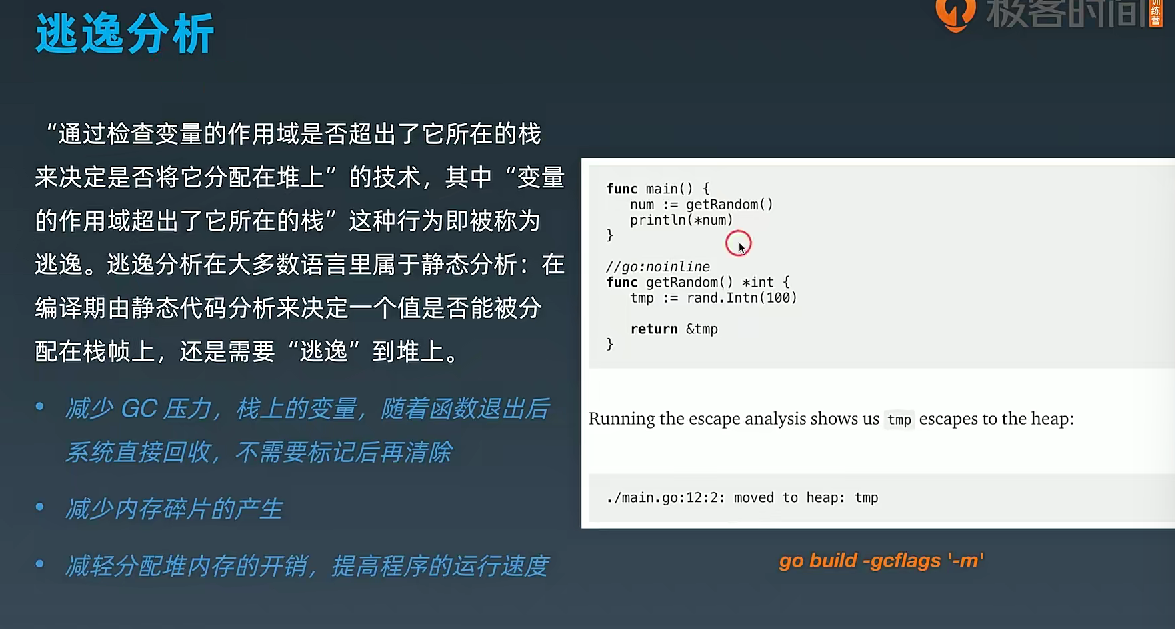 逃逸分析
极客时间
训练营
“通过检查变量的作用域是否超出了它所在的栈
来决定是否将它分配在堆上”的技术，其中“变量
的作用域超出了它所在的栈”这种行为即被称为
逃逸。逃逸分析在大多数语言里属于静态分析：在
编译期由静态代码分析来决定一个值是否能被分
配在栈帧上，还是需要“逃逸”到堆上。
• 减少 GC 压力，栈上的变量，随着函数退出后
系统直接回收，不需要标记后再清除
• 减少内存碎片的产生
• 减轻分配堆内存的开销，提高程序的运行速度
func main() {
num := getRandom()
println(*num)
}
//go:noinline
func getRandom() *int {
tmp := rand.Intn(100)
return &tmp
}
Running the escape analysis shows us tmp escapes to the heap:
./main.go:12:2: moved to heap: tmp
go build -gcflags '-m'